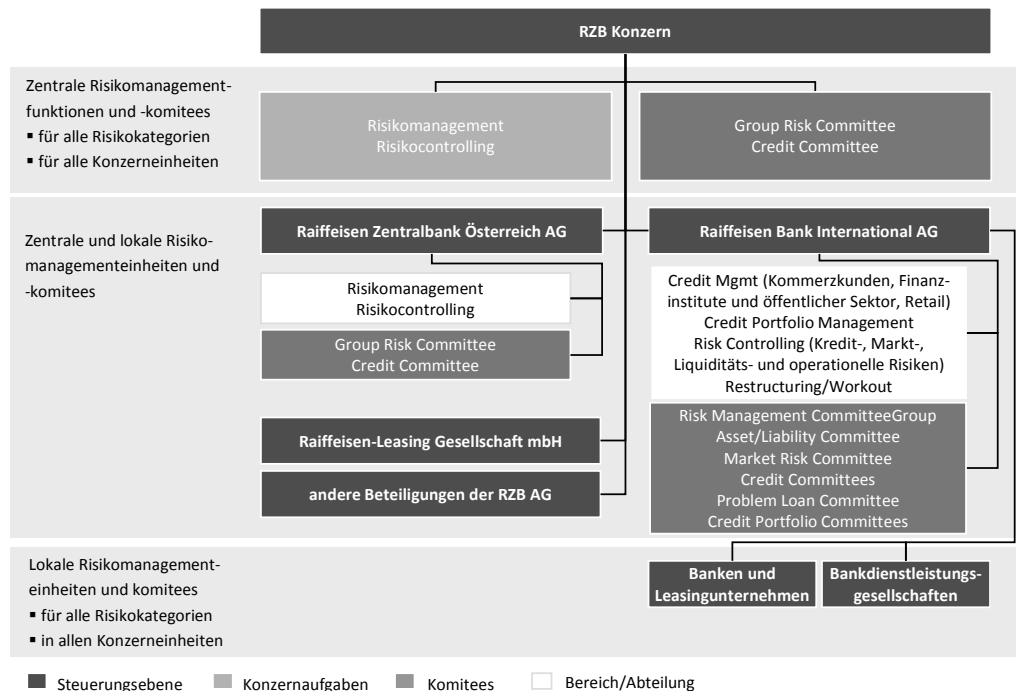 RZB Konzern
Zentrale Risikomanagement-
funktionen und -komitees
▪ für alle Risikokategorien
▪ für alle Konzerneinheiten
Risikomanagement
Risikocontrolling
Group Risk Committee
Credit Committee
Zentrale und lokale Risiko-
managementeinheiten und
-komitees
Raiffeisen Zentralbank Österreich AG
Risikomanagement
Risikocontrolling
Group Risk Committee
Credit Committee
Raiffeisen-Leasing Gesellschaft mbH
andere Beteiligungen der RZB AG
Raiffeisen Bank International AG
Credit Mgmt (Kommerzkunden, Finanz-
institute und öffentlicher Sektor, Retail)
Credit Portfolio Management
Risk Controlling (Kredit-, Markt-,
Liquiditäts- und operationelle Risiken)
Restructuring/Workout
Risk Management CommitteeGroup
Asset/Liability Committee
Market Risk Committee
Credit Committees
Problem Loan Committee
Credit Portfolio Committees
Lokale Risikomanagement-
einheiten und komitees
▪ für alle Risikokategorien
▪ in allen Konzerneinheiten
Banken und
Leasingunternehmen
Bankdienstleistungs-
gesellschaften
Steuerungsebene
Konzernaufgaben
Komitees
Bereich/Abteilung